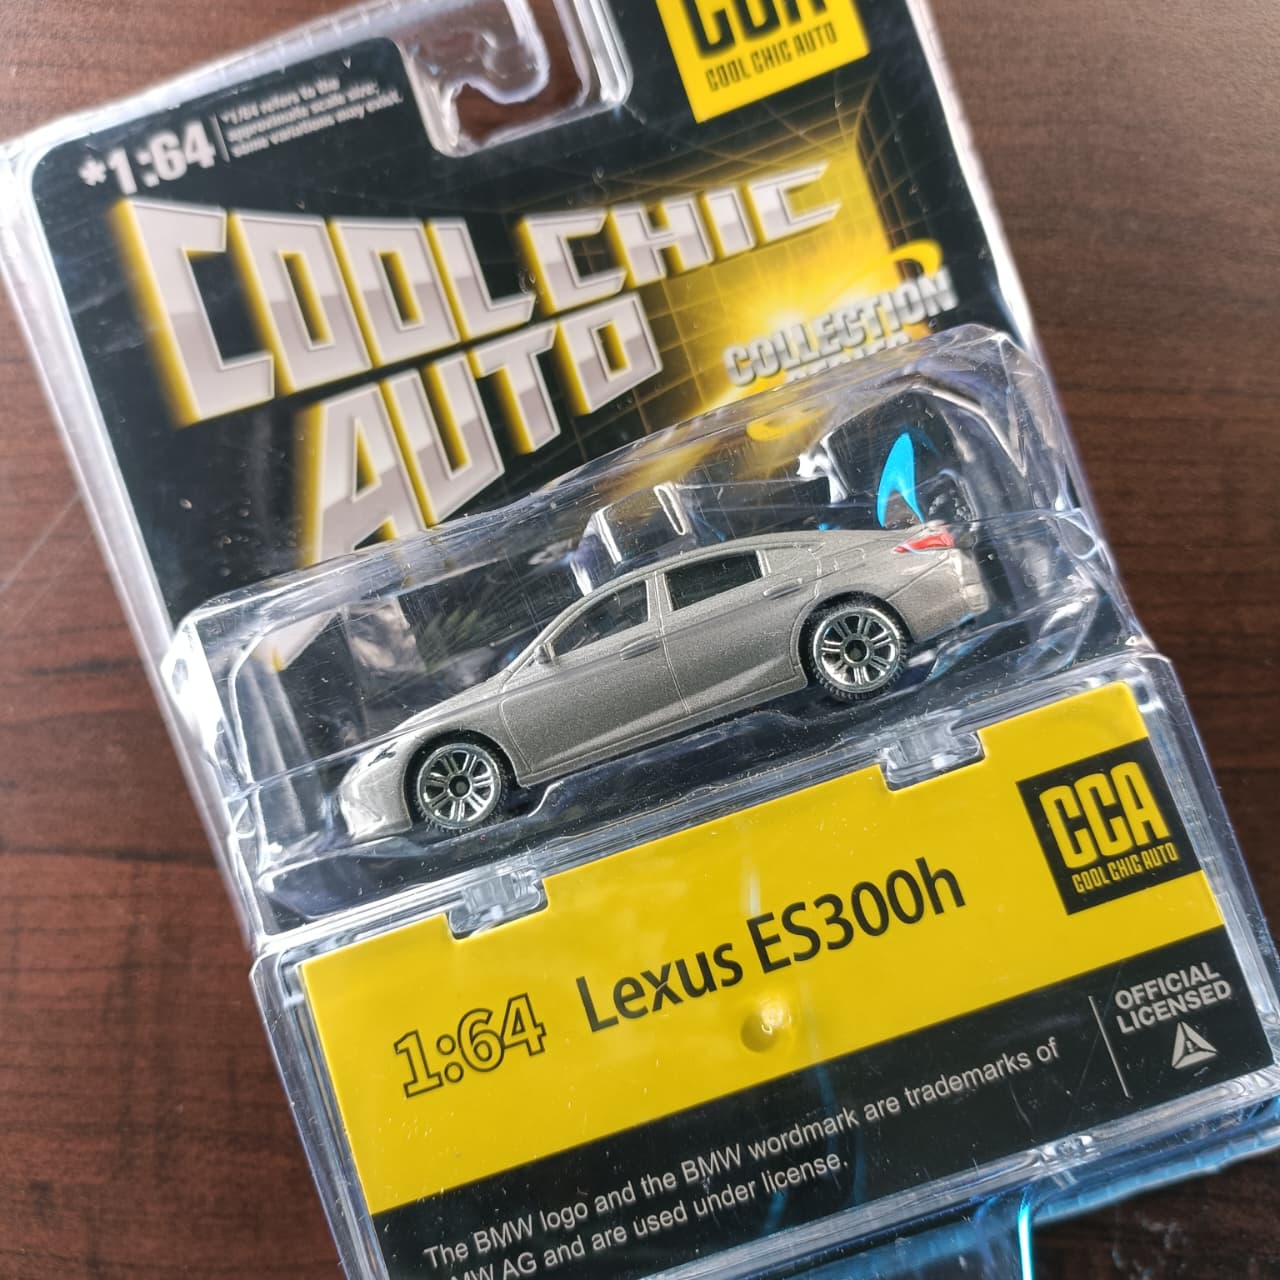 CCA
COOL CHIC AUTO
*1:64
*1/64 refers to the
approximate scale size;
some variations may exist.
COOL CHIC
AUTO
COLLECTION
CCA
COOL CHIC AUTO
1:64 Lexus ES300h
OFFICIAL
LICENSED
The BMW logo and the BMW wordmark are trademarks of
MW AG and are used under license.